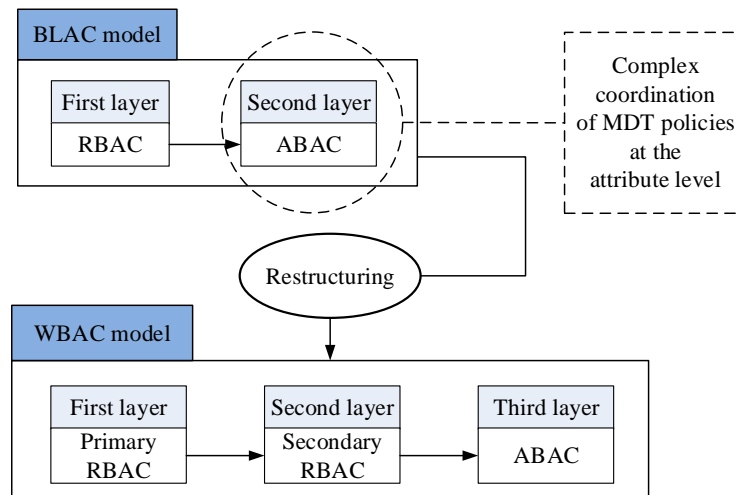 BLAC model
First layer
RBAC
Second layer
ABAC
Complex
coordination
of MDT policies
at the
attribute level
Restructuring
WBAC model
First layer
Primary
RBAC
Second layer
Secondary
RBAC
Third layer
ABAC